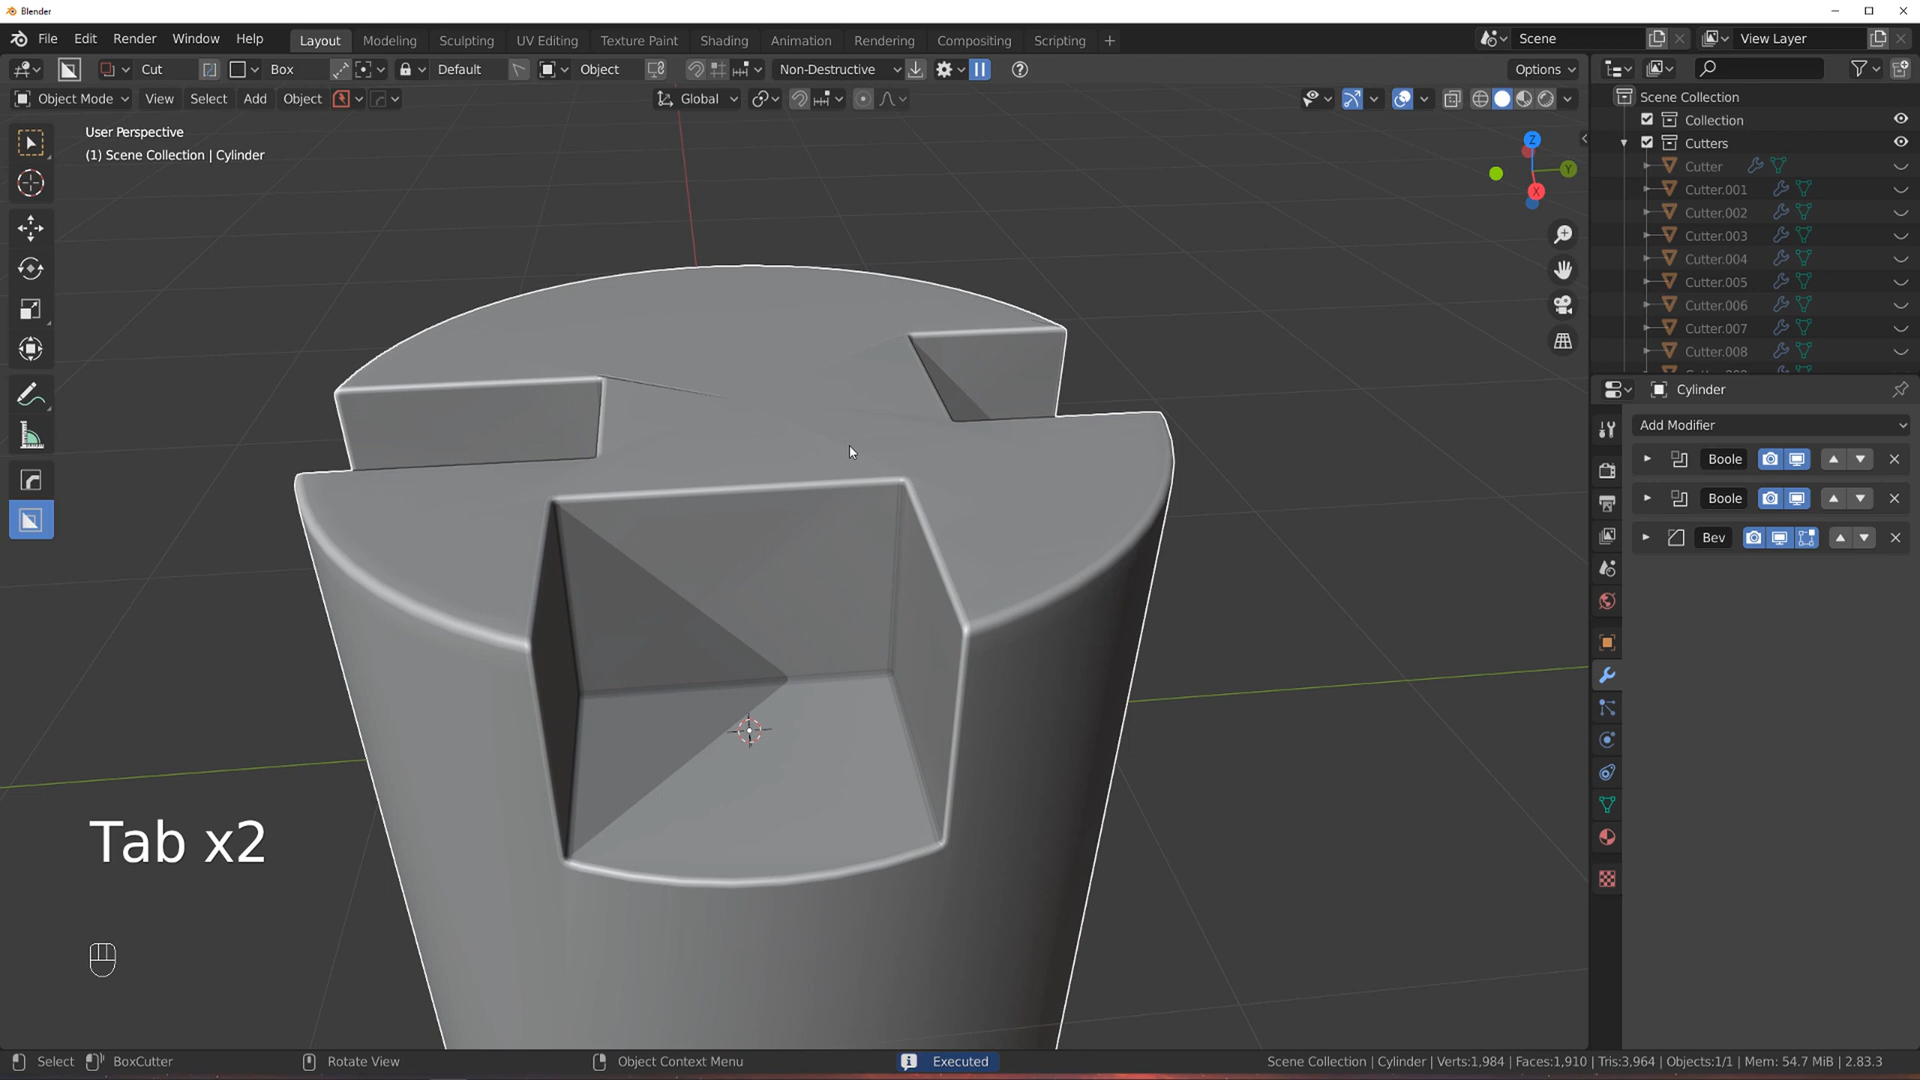 Blender
File Edit Render Window Help Layout Modeling Sculpting UV Editing Texture Paint Shading Animation Rendering Compositing Scripting + Scene View Layer
Cut Box Default Object Non-Destructive Options
Object Mode View Select Add Object Global
User Perspective
(1) Scene Collection | Cylinder
Z
Y
X
Scene Collection
Collection
Cutters
Cutter
Cutter.001
Cutter.002
Cutter.003
Cutter.004
Cutter.005
Cutter.006
Cutter.007
Cutter.008
Cylinder
Add Modifier
Boole
Boole
Bev
Tab x2
Select BoxCutter Rotate View Object Context Menu Executed Scene Collection | Cylinder | Verts:1,984 | Faces:1,910 | Tris:3,964 | Objects:1/1 | Mem: 54.7 MiB | 2.83.3